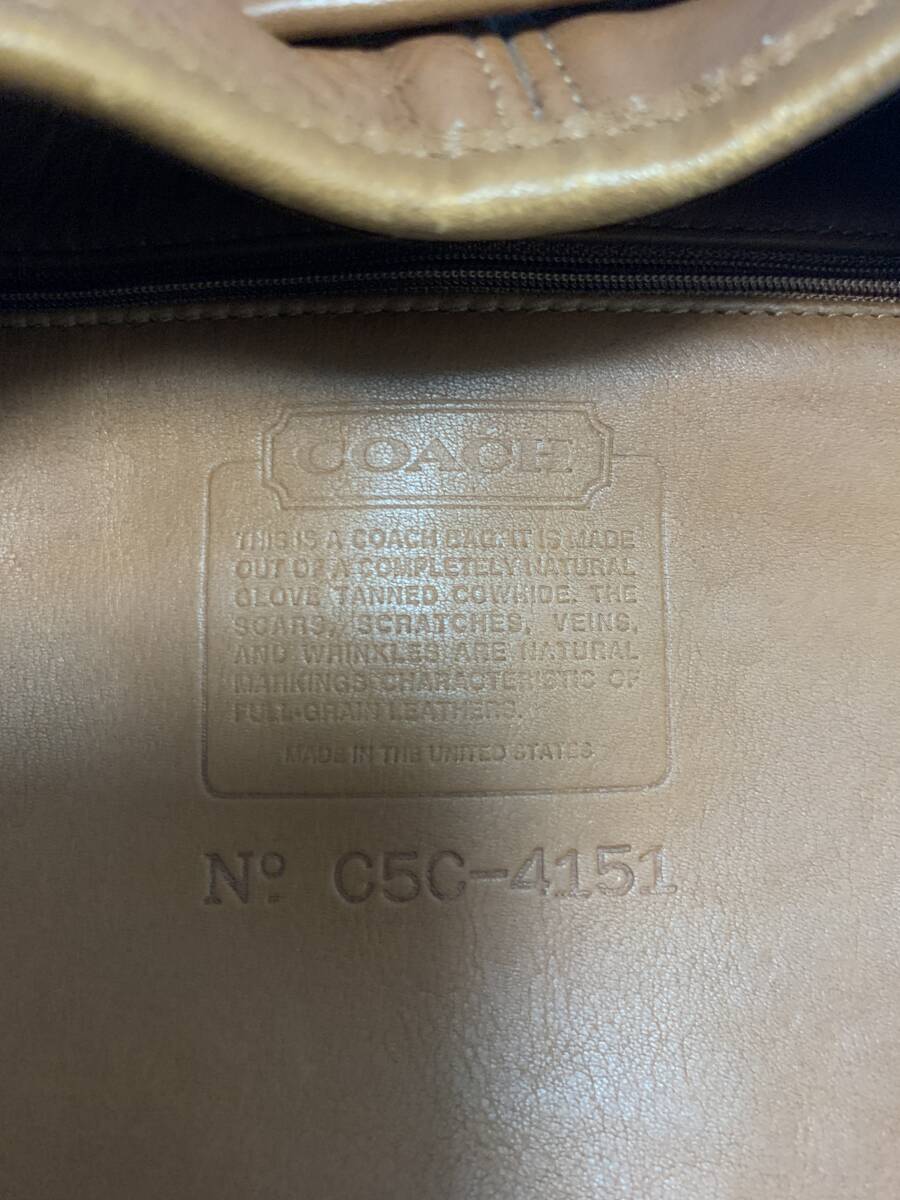 COACH
THIS IS A COACH BAG. IT IS MADE
OUT OF A COMPLETELY NATURAL
GLOVE TANNED COWHIDE. THE
SCARS, SCRATCHES, VEINS,
AND WRINKLES ARE NATURAL
MARKINGS CHARACTERISTIC OF
FULL-GRAIN LEATHERS.
MADE IN THE UNITED STATES
Nº C5C-4151